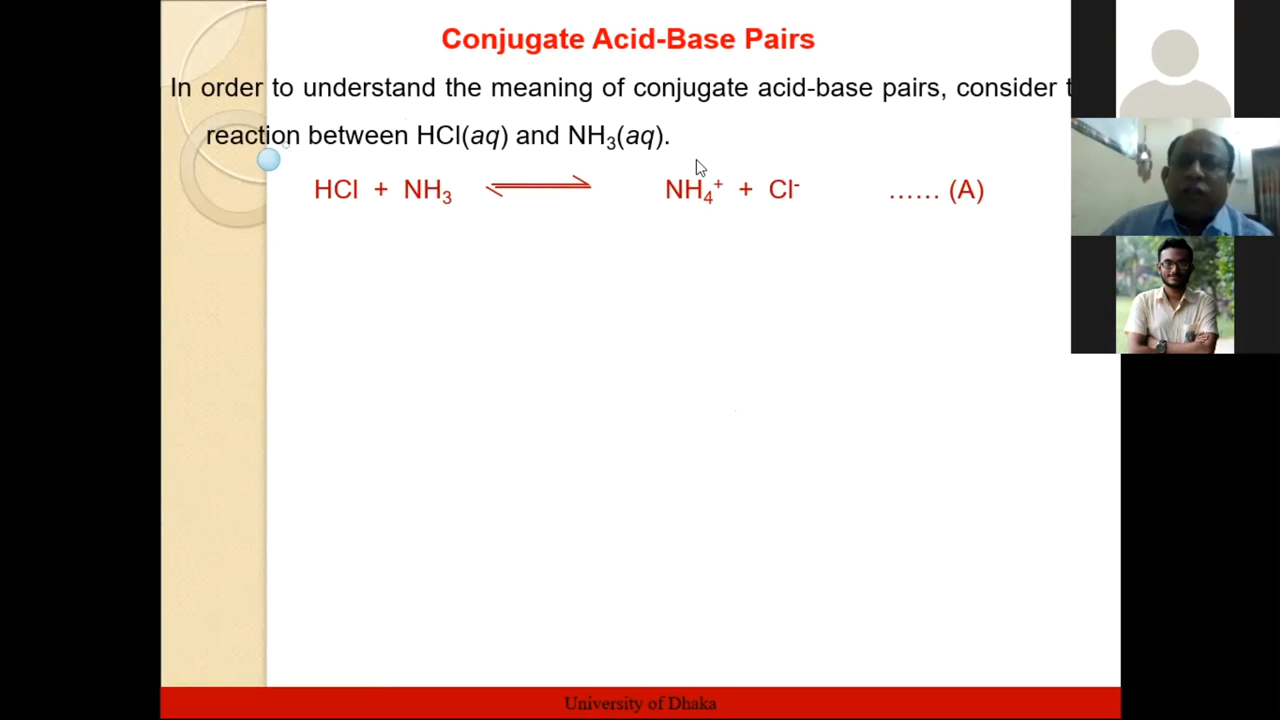 Conjugate Acid-Base Pairs
In order to understand the meaning of conjugate acid-base pairs, consider
reaction between HCl(aq) and NH₃(aq).
HCl + NH₃ ⇌ NH₄⁺ + Cl⁻ …… (A)
University of Dhaka